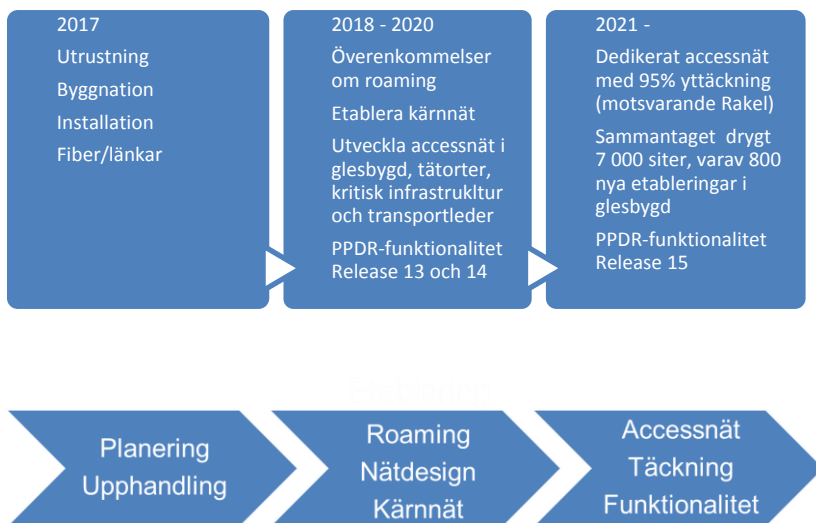 2017
Utrustning
Byggnation
Installation
Fiber/länkar
2018 - 2020
Överenkommelser
om roaming
Etablera kärnnät
Utveckla accessnät i
glesbygd, tätorter,
kritisk infrastrukltur
och transportleder
PPDR-funktionalitet
Release 13 och 14
2021 -
Dedikerat accessnät
med 95% yttäckning
(motsvarande Rakel)
Sammantaget drygt
7 000 siter, varav 800
nya etableringar i
glesbygd
PPDR-funktionalitet
Release 15
Planering
Upphandling
Roaming
Nätdesign
Kärnnät
Accessnät
Täckning
Funktionalitet